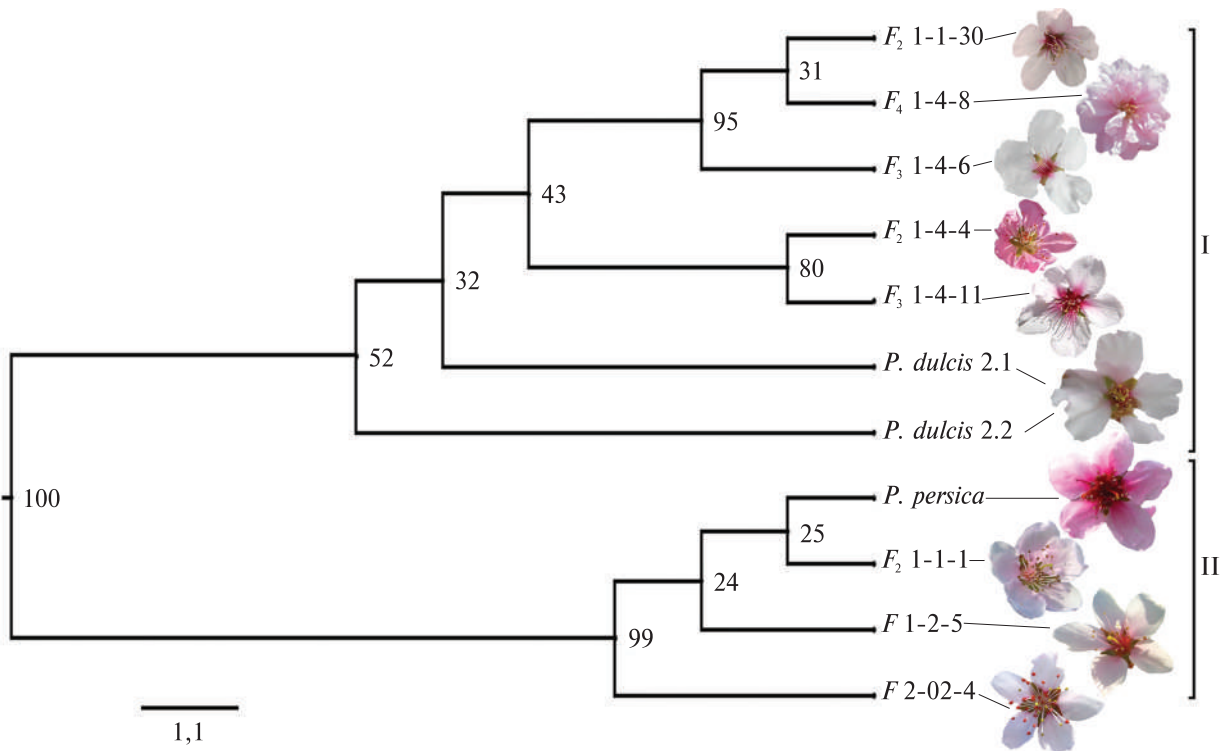 F₂ 1-1-30
31
F₄ 1-4-8
95
F₃ 1-4-6
43
F₂ 1-4-4
80
I
32
F₃ 1-4-11
52
P. dulcis 2.1
P. dulcis 2.2
100
P. persica
25
F₂ 1-1-1
II
24
F 1-2-5
99
F 2-02-4
1,1